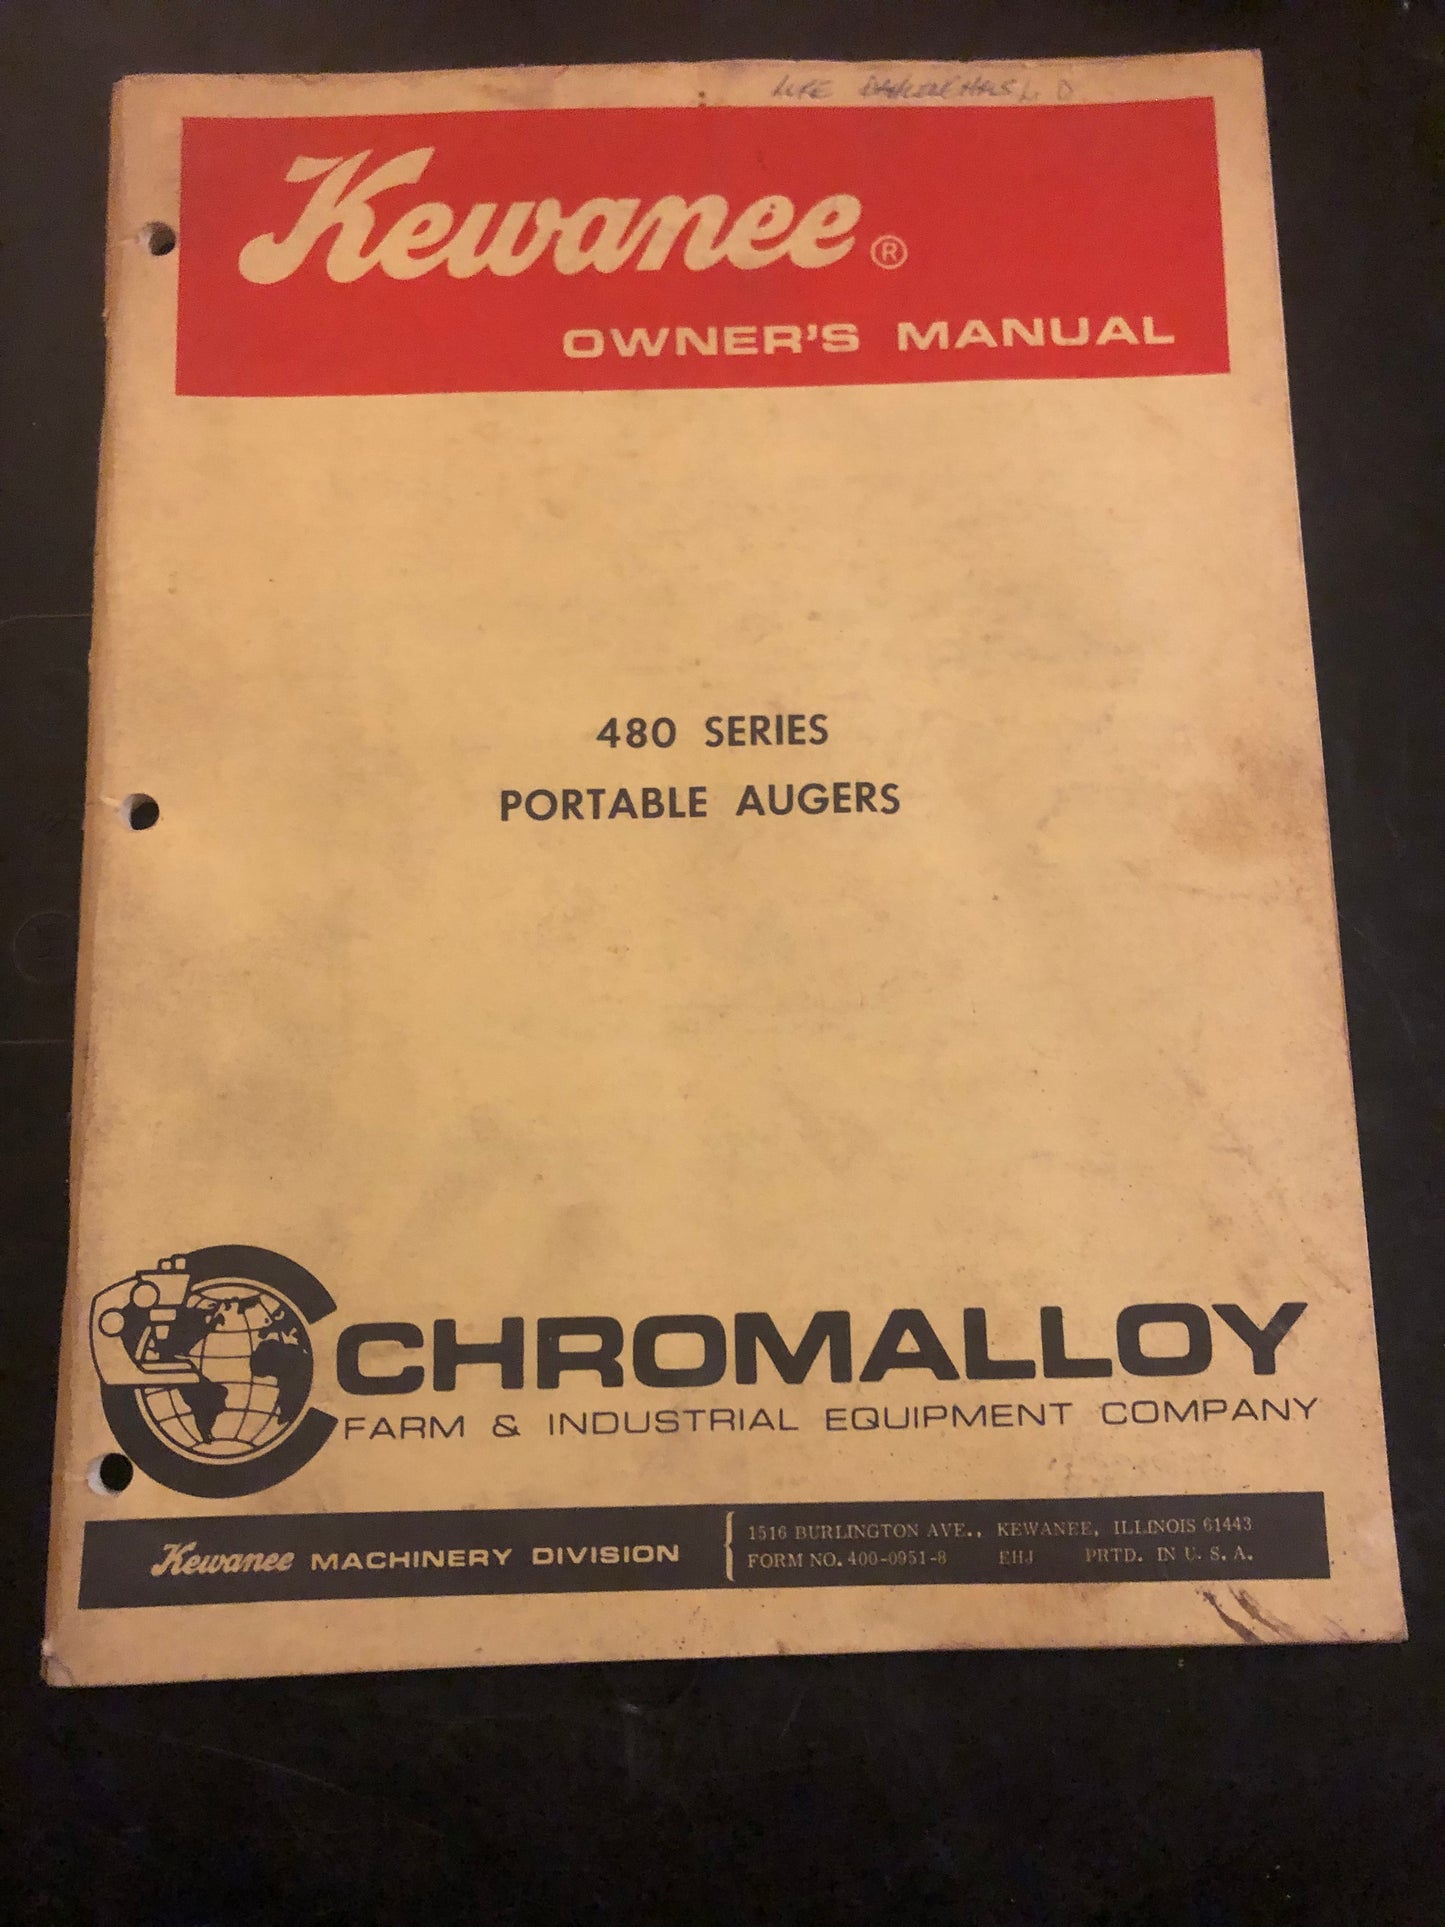 Kewanee ®
OWNER'S MANUAL
480 SERIES
PORTABLE AUGERS
CHROMALLOY
FARM & INDUSTRIAL EQUIPMENT COMPANY
Kewanee MACHINERY DIVISION
1516 BURLINGTON AVE., KEWANEE, ILLINOIS 61443
FORM NO. 400-0951-8 EHJ PRTD. IN U. S. A.